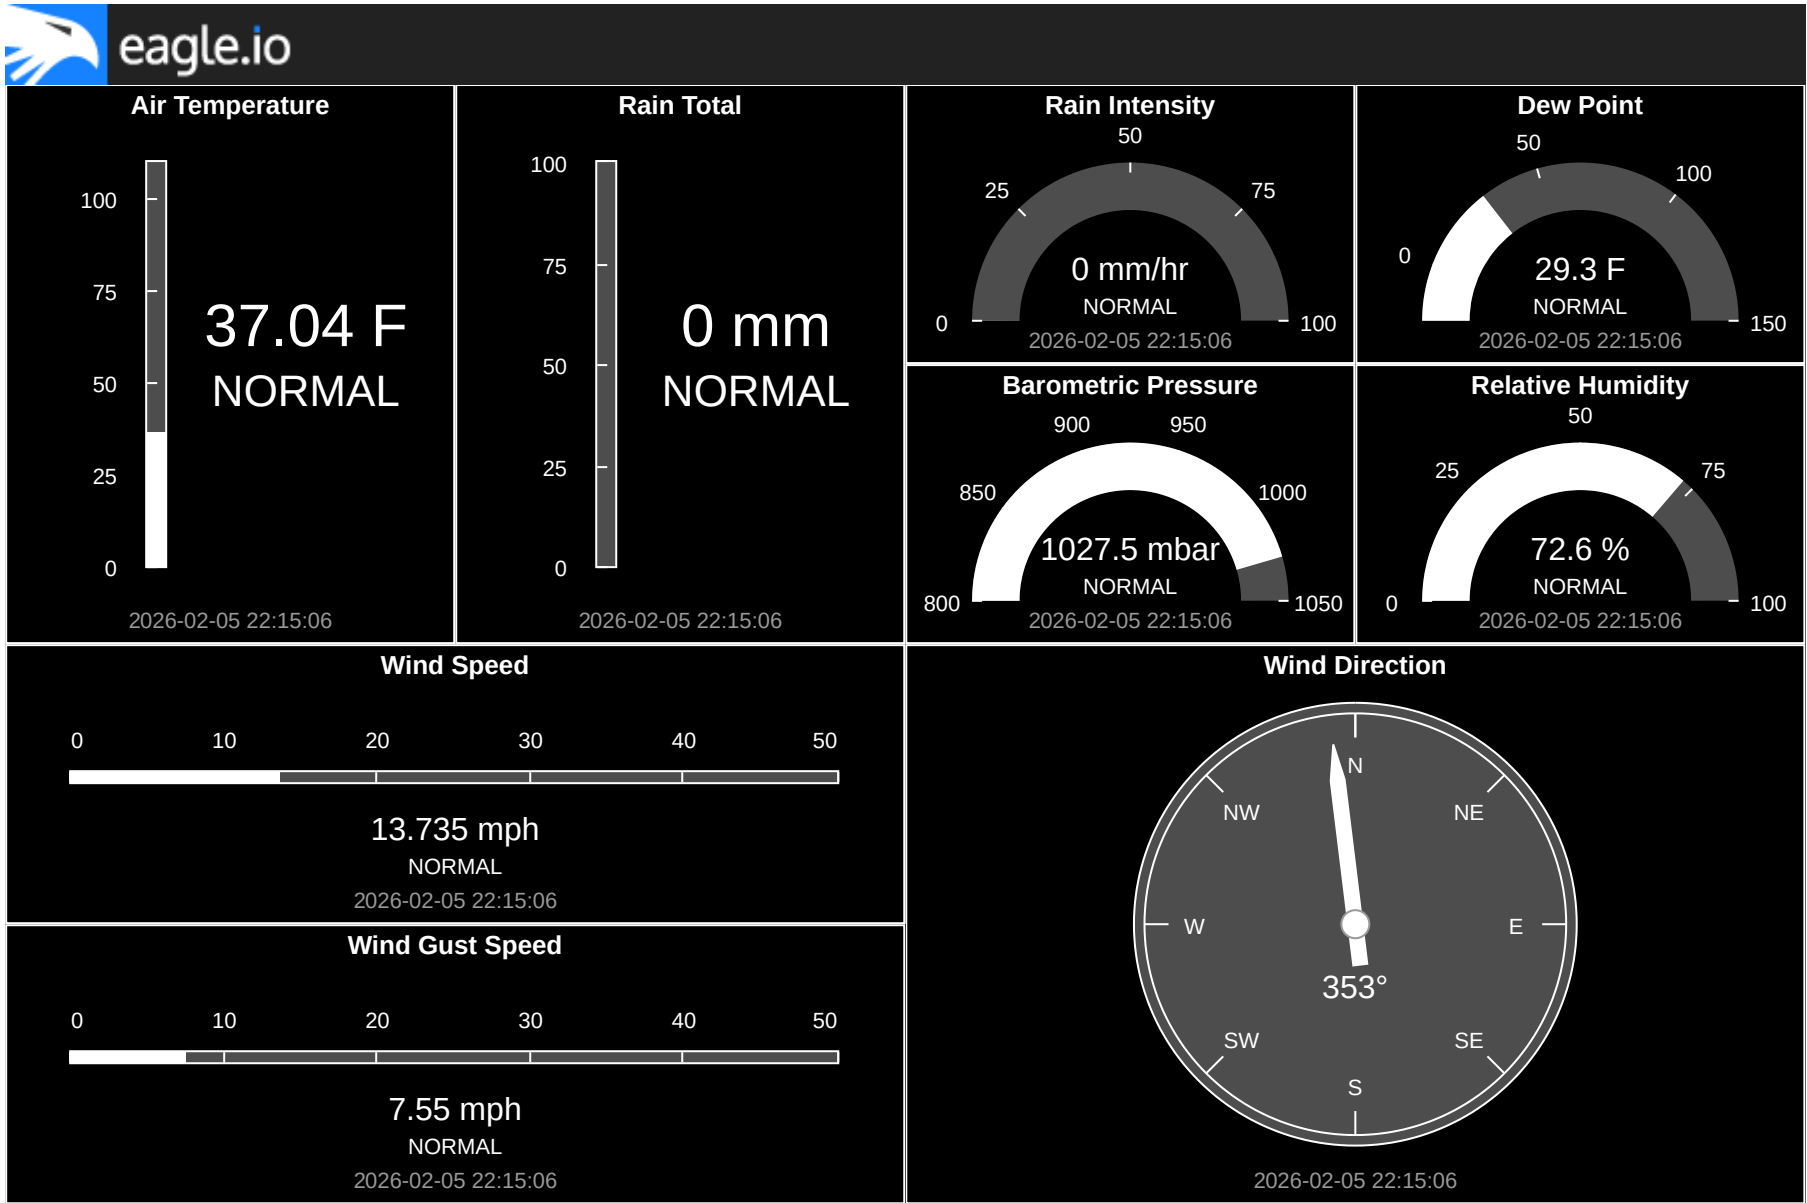 eagle.io
Air Temperature
100
75
50
25
0
37.04 F
NORMAL
2026-02-05 22:15:06
Rain Total
100
75
50
25
0
0 mm
NORMAL
2026-02-05 22:15:06
Rain Intensity
0
25
50
75
100
0 mm/hr
NORMAL
2026-02-05 22:15:06
Dew Point
0
50
100
150
29.3 F
NORMAL
2026-02-05 22:15:06
Barometric Pressure
800
850
900
950
1000
1050
1027.5 mbar
NORMAL
2026-02-05 22:15:06
Relative Humidity
0
25
50
75
100
72.6 %
NORMAL
2026-02-05 22:15:06
Wind Speed
0 10 20 30 40 50
13.735 mph
NORMAL
2026-02-05 22:15:06
Wind Gust Speed
0 10 20 30 40 50
7.55 mph
NORMAL
2026-02-05 22:15:06
Wind Direction
N
NW NE
W E
353°
SW SE
S
2026-02-05 22:15:06